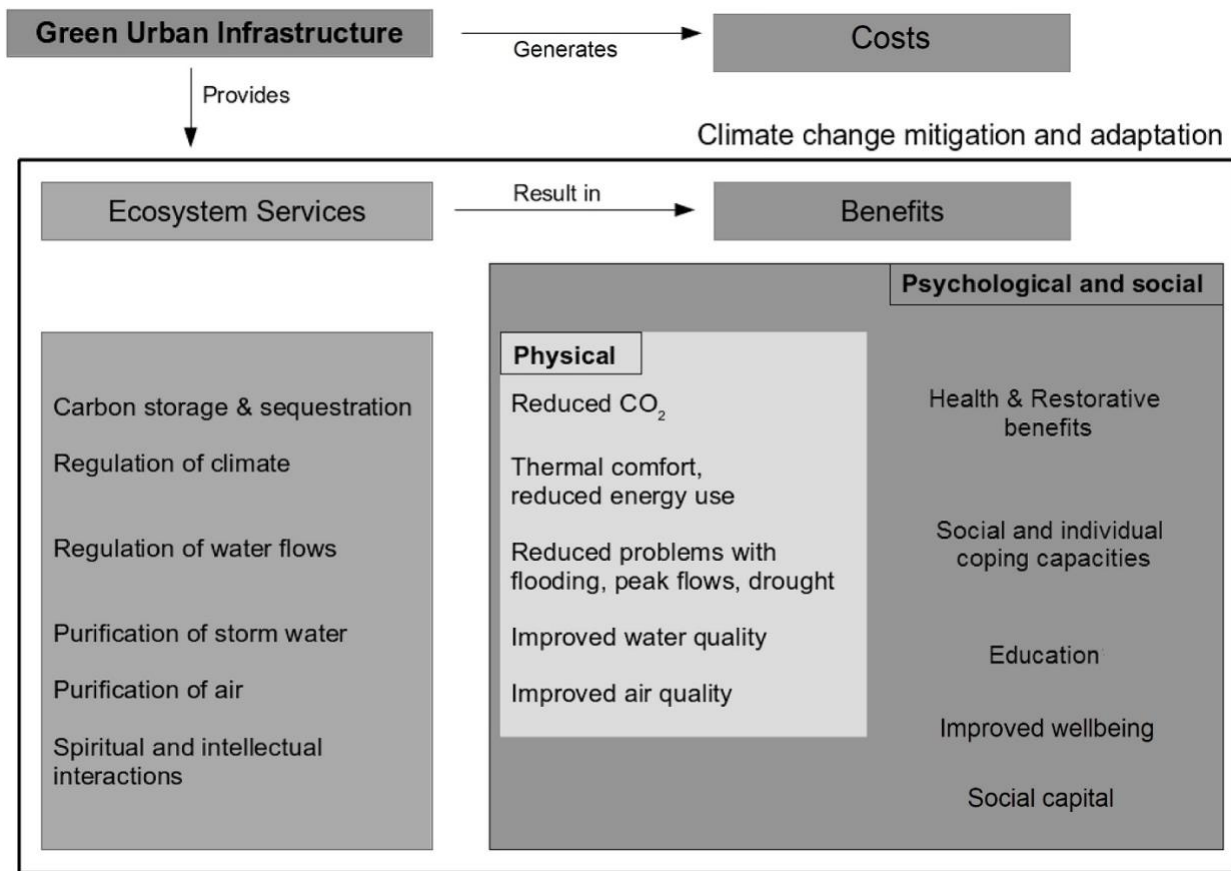 Green Urban Infrastructure
Generates
Costs
Provides
Climate change mitigation and adaptation
Ecosystem Services
Result in
Benefits
Carbon storage & sequestration
Regulation of climate
Regulation of water flows
Purification of storm water
Purification of air
Spiritual and intellectual
interactions
Physical
Reduced CO₂
Thermal comfort,
reduced energy use
Reduced problems with
flooding, peak flows, drought
Improved water quality
Improved air quality
Psychological and social
Health & Restorative
benefits
Social and individual
coping capacities
Education
Improved wellbeing
Social capital